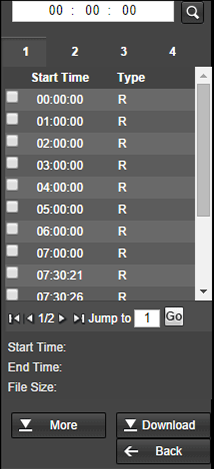 00 : 00 : 00
1 2 3 4
Start Time Type
00:00:00 R
01:00:00 R
02:00:00 R
03:00:00 R
04:00:00 R
05:00:00 R
06:00:00 R
07:00:00 R
07:30:21 R
07:30:26 R
1/2 Jump to 1 Go
Start Time:
End Time:
File Size:
More Download
Back